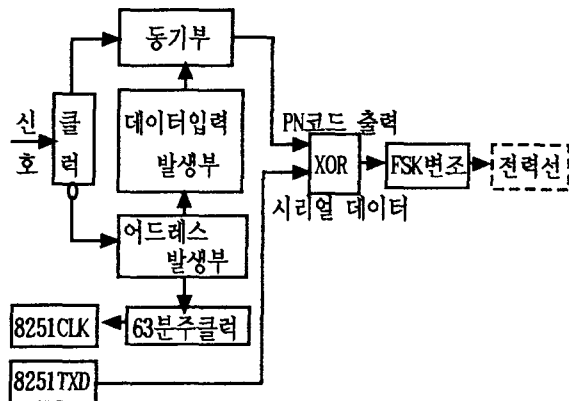 동기부
신호
클럭
데이터입력
발생부
PN코드 출력
XOR
FSK변조
전력선
시리얼 데이터
어드레스
발생부
8251CLK
63분주클럭
8251TXD